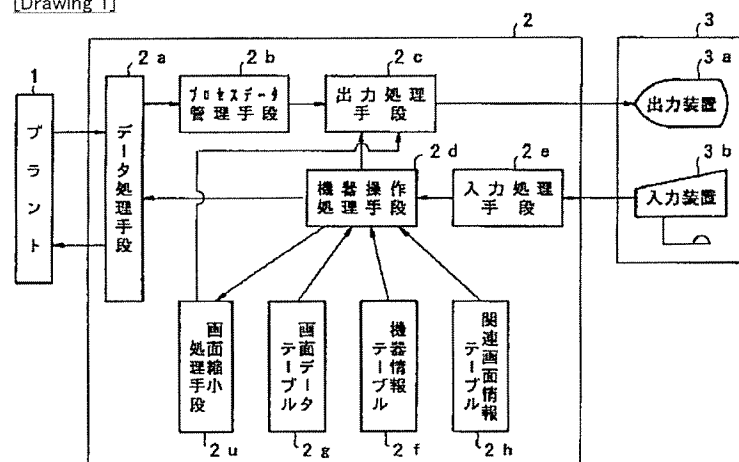 [Drawing 1]
2
3
1
2a
2b
2c
3a
プラント
データ処理手段
プロセスデータ
管理手段
出力処理
手段
出力装置
2d
2e
3b
機器操作
処理手段
入力処理
手段
入力装置
画面縮小
処理手段
画面データ
テーブル
機器情報
テーブル
関連画面情報
テーブル
2u
2g
2f
2h